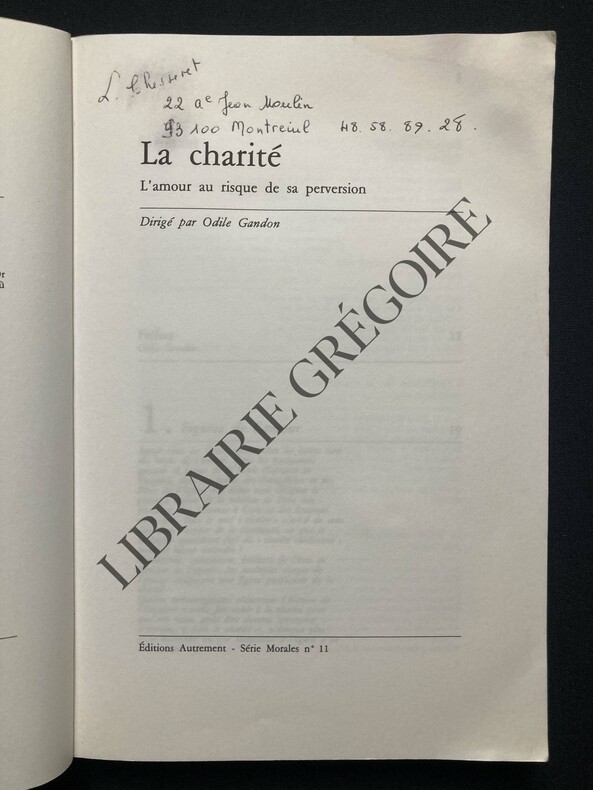 L.
22 ae Jean Moulin
93100 Montreuil 48.58.89.28.
La charité
L'amour au risque de sa perversion
Dirigé par Odile Gandon
LIBRAIRIE GRÉGOIRE
Éditions Autrement - Série Morales n° 11